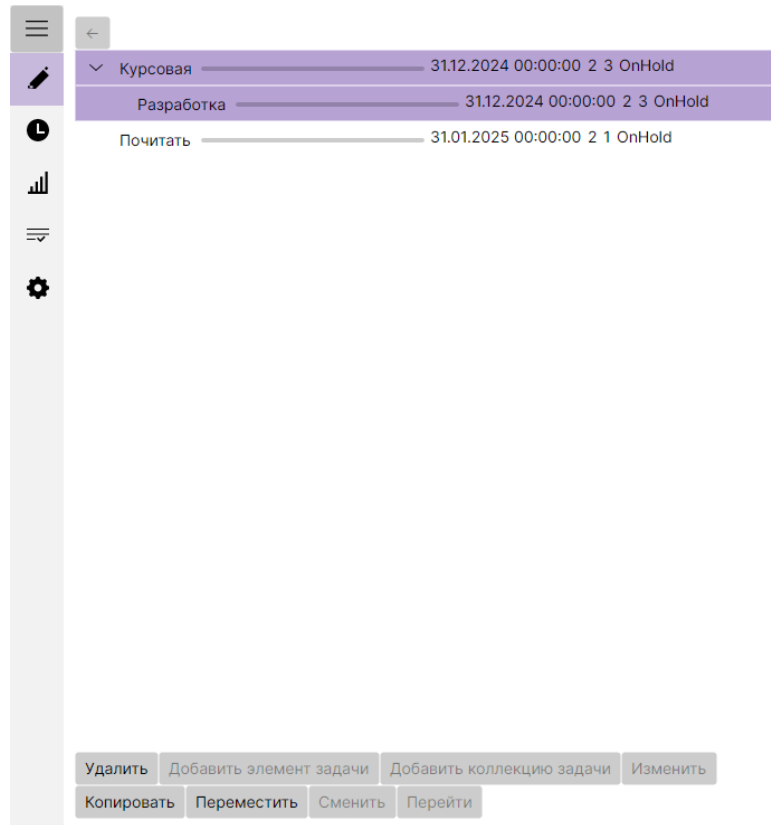 Курсовая 31.12.2024 00:00:00 2 3 OnHold
Разработка 31.12.2024 00:00:00 2 3 OnHold
Почитать 31.01.2025 00:00:00 2 1 OnHold
Удалить Добавить элемент задачи Добавить коллекцию задачи Изменить
Копировать Переместить Сменить Перейти